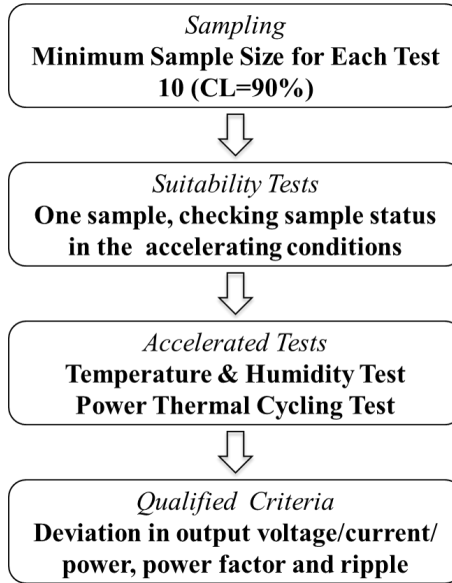 Sampling
Minimum Sample Size for Each Test
10 (CL=90%)
Suitability Tests
One sample, checking sample status
in the accelerating conditions
Accelerated Tests
Temperature & Humidity Test
Power Thermal Cycling Test
Qualified Criteria
Deviation in output voltage/current/
power, power factor and ripple